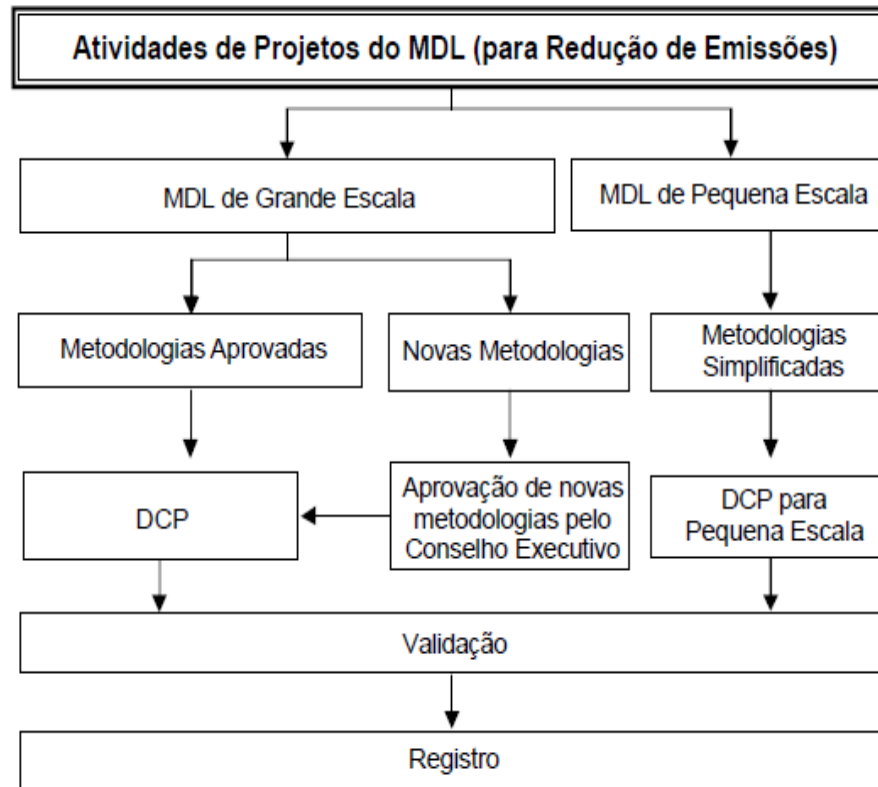 Atividades de Projetos do MDL (para Redução de Emissões)
MDL de Grande Escala
MDL de Pequena Escala
Metodologias Aprovadas
Novas Metodologias
Metodologias
Simplificadas
DCP
Aprovação de novas
metodologias pelo
Conselho Executivo
DCP para
Pequena Escala
Validação
Registro